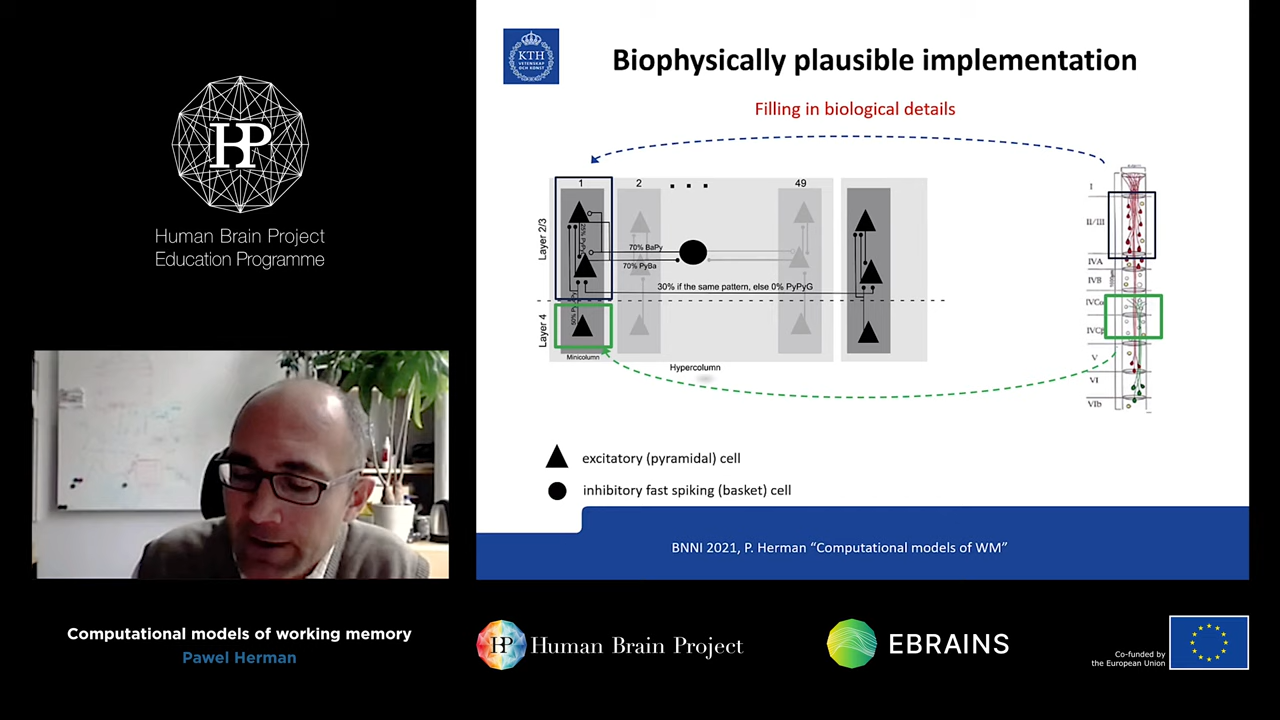 HP
Human Brain Project
Education Programme
Computational models of working memory
Pawel Herman
KTH
VETENSKAP
OCH KONST
Biophysically plausible implementation
Filling in biological details
1
2
49
Layer 2/3
Layer 4
70% BaPy
70% PyBa
30% if the same pattern, else 0% PyPyG
Minicolumn
Hypercolumn
I
II/III
IVA
IVB
IVCα
IVCβ
V
VI
VIb
excitatory (pyramidal) cell
inhibitory fast spiking (basket) cell
BNNI 2021, P. Herman “Computational models of WM”
HP
Human Brain Project
EBRAINS
Co-funded by
the European Union